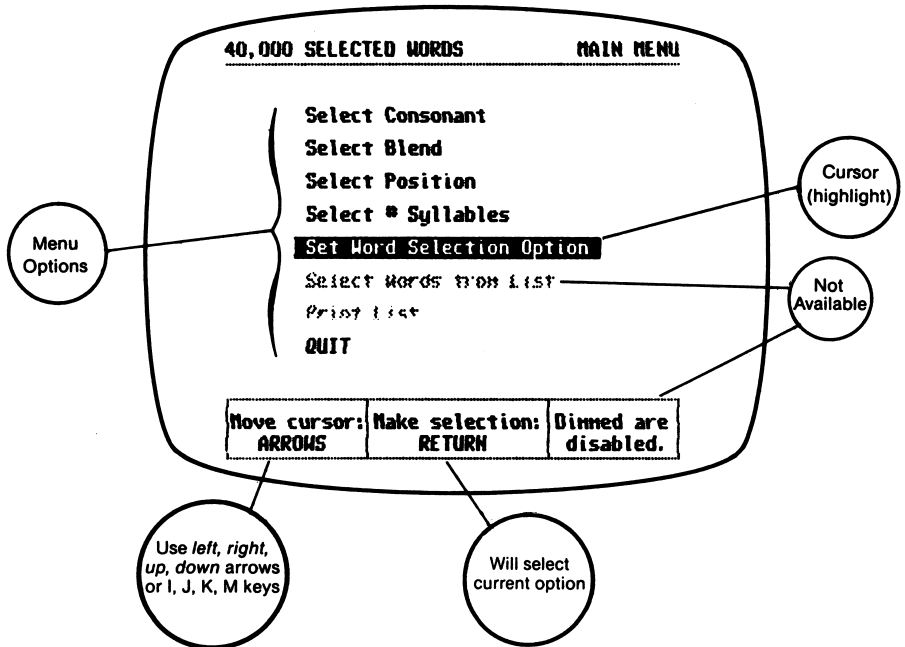 40,000 SELECTED WORDS MAIN MENU
Select Consonant
Select Blend
Select Position
Select # Syllables
Set Word Selection Option
Select Words from List
Print List
QUIT
Move cursor:
ARROWS
Make selection:
RETURN
Dimmed are
disabled.
Menu
Options
Cursor
(highlight)
Not
Available
Use left, right,
up, down arrows
or I, J, K, M keys
Will select
current option